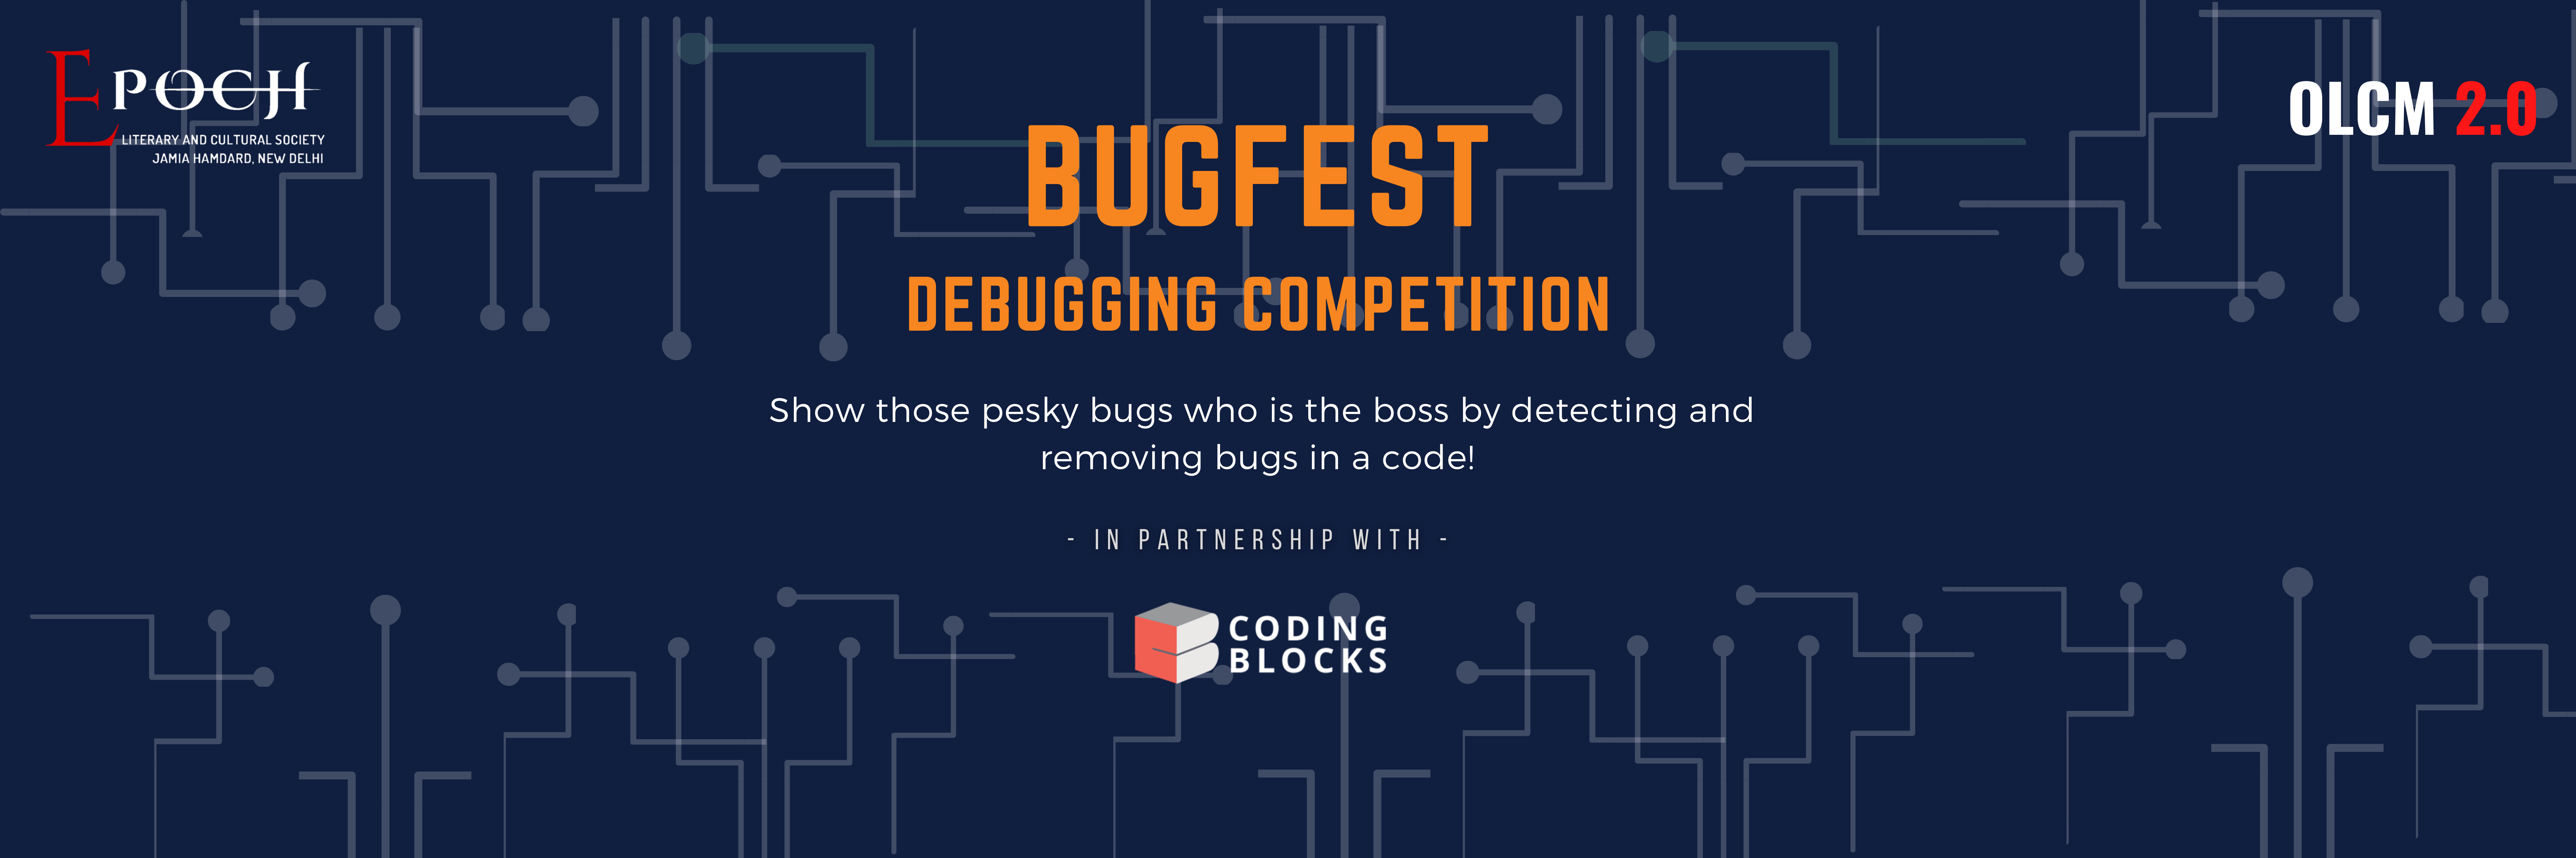 EPOCH
LITERARY AND CULTURAL SOCIETY
JAMIA HAMDARD, NEW DELHI
OLCM 2.0
BUGFEST
DEBUGGING COMPETITION
Show those pesky bugs who is the boss by detecting and
removing bugs in a code!
- IN PARTNERSHIP WITH -
CODING
BLOCKS